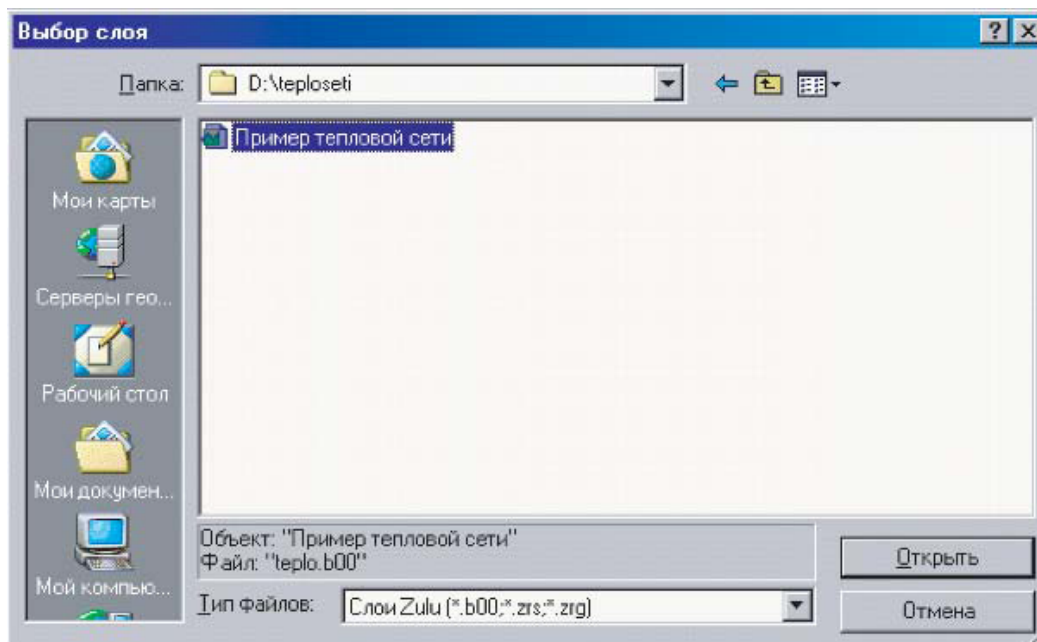 Выбор слоя
Папка: D:\teploseti
Пример тепловой сети
Мои карты
Серверы гео...
Рабочий стол
Мои докумен...
Мой компью...
Объект: "Пример тепловой сети"
Файл: "teplo.b00"
Тип файлов: Слои Zulu (*.b00;*.zrs;*.zrg)
Открыть
Отмена